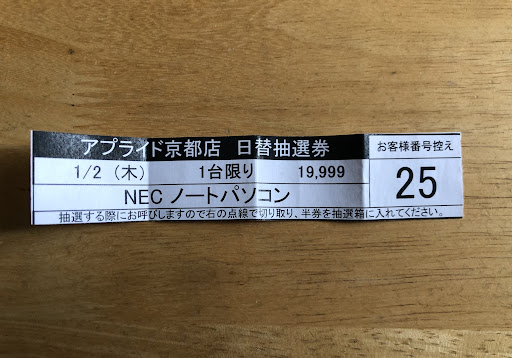 アプライド京都店 日替抽選券
お客様番号控え
1/2 (木) 1台限り 19,999
25
NEC ノートパソコン
抽選する際にお呼びしますので右の点線で切り取り、半券を抽選箱に入れてください。